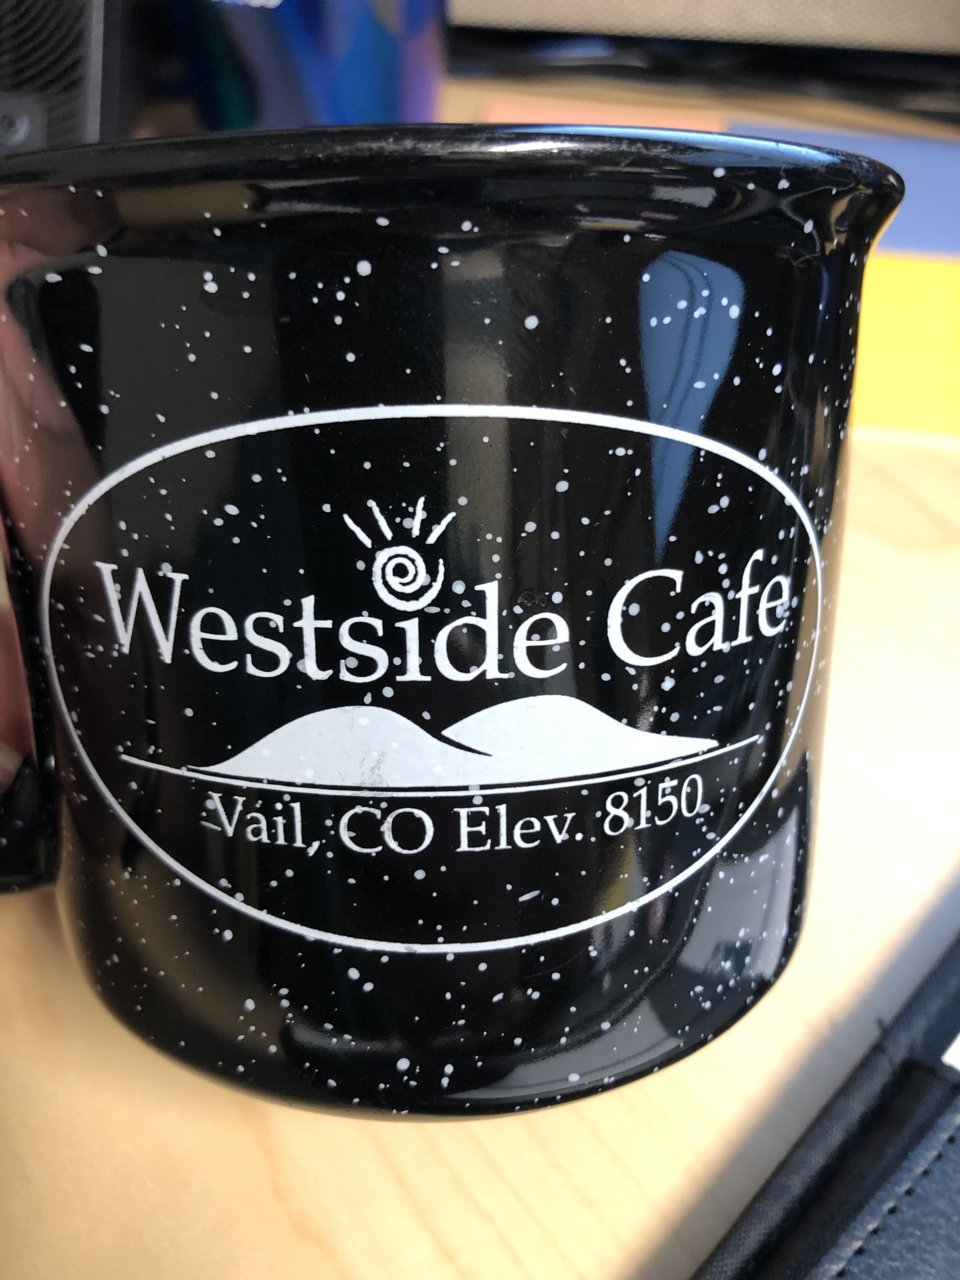 Westside Cafe
Vail, CO Elev. 8150